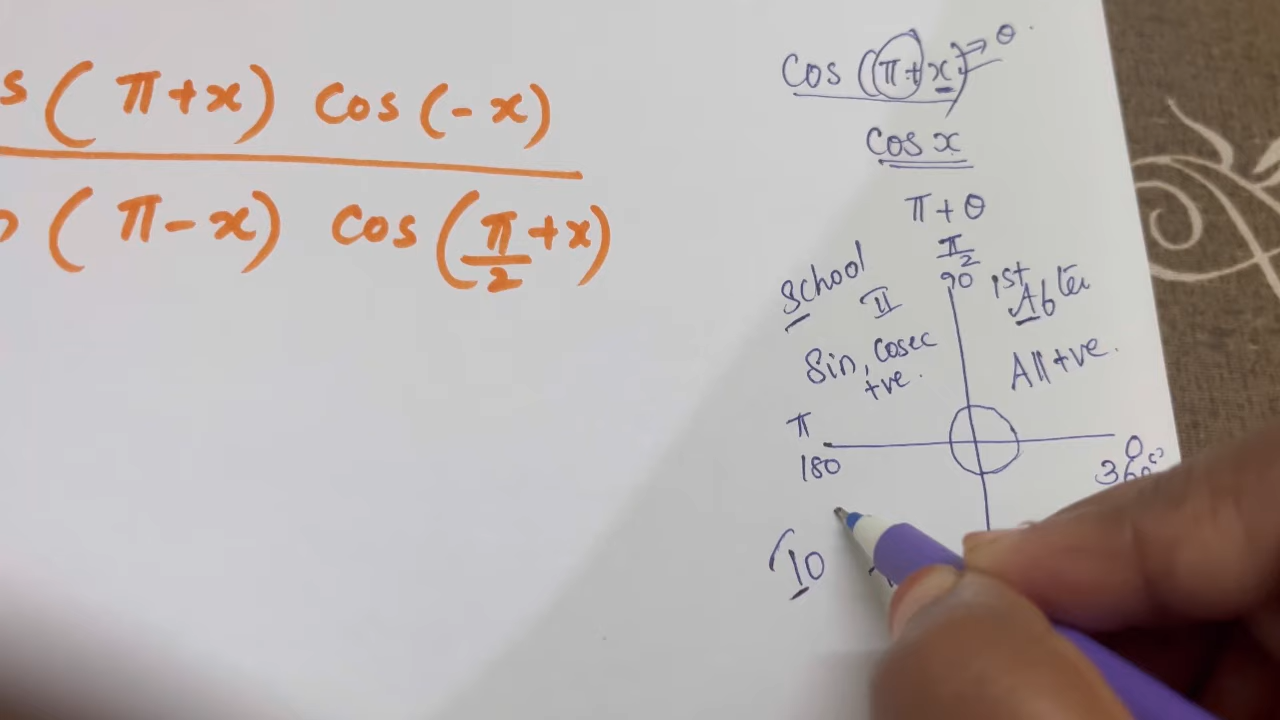 s (π+x) cos (-x)
(π-x) cos (π/2 +x)
Cos (π+x) ⇒ θ
Cos x
π+θ
π/2
90
School
II
Sin, Cosec
+ve.
1st
After
All +ve.
π
180
0
360°
To